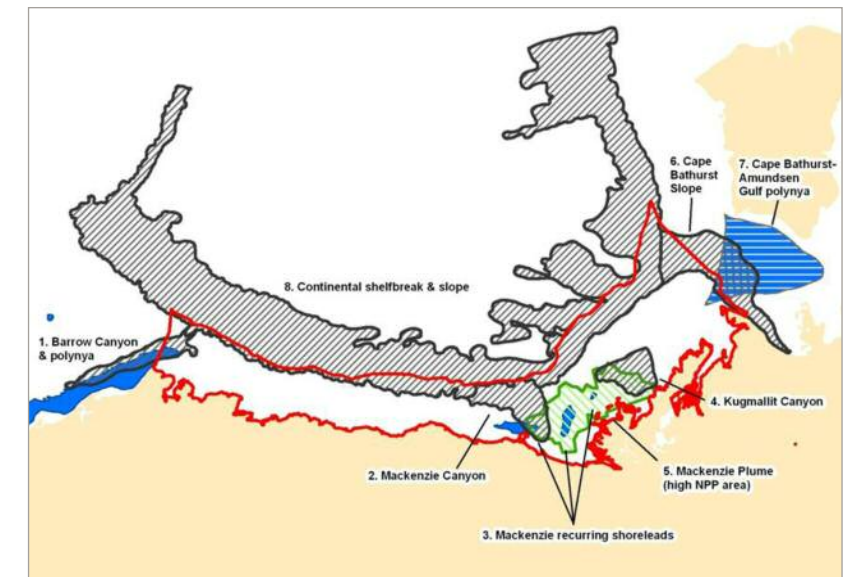 6. Cape
Bathurst
Slope
7. Cape Bathurst-
Amundsen
Gulf polynya
8. Continental shelfbreak & slope
1. Barrow Canyon
& polynya
4. Kugmallit Canyon
2. Mackenzie Canyon
5. Mackenzie Plume
(high NPP area)
3. Mackenzie recurring shoreleads